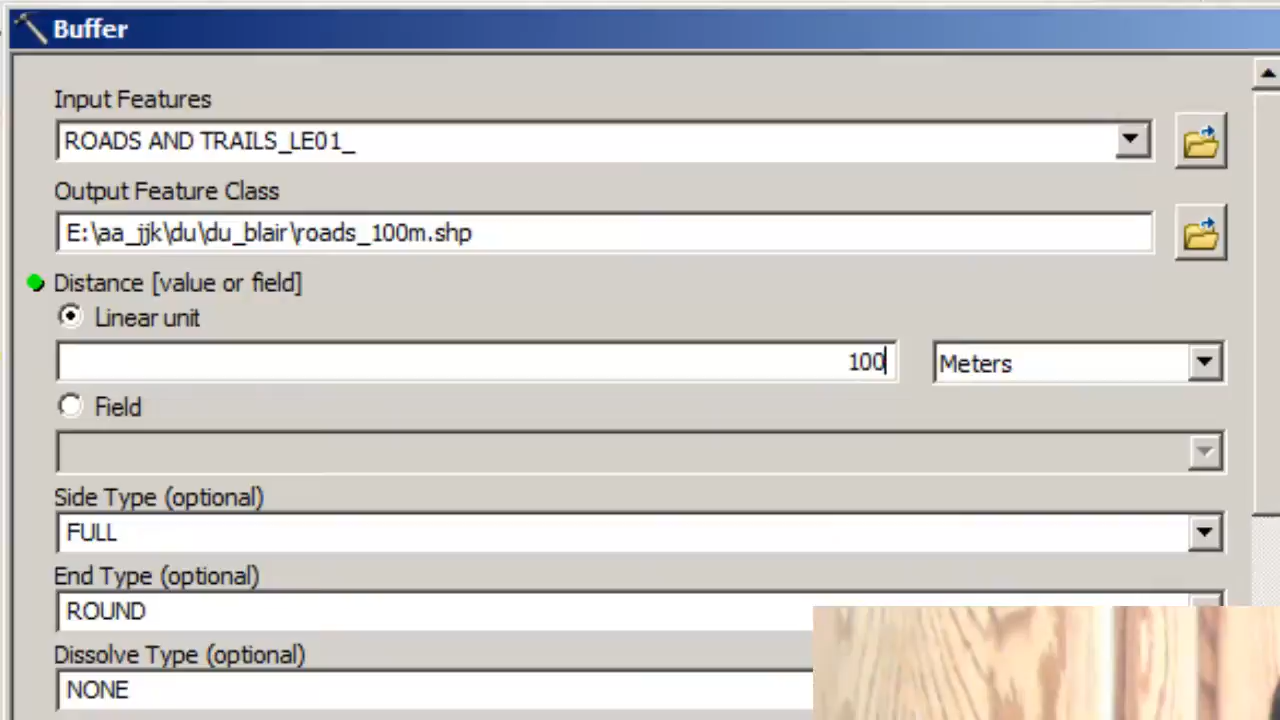 Buffer
Input Features
ROADS AND TRAILS_LE01_
Output Feature Class
E:\aa_jjk\du\du_blair\roads_100m.shp
Distance [value or field]
Linear unit
100 Meters
Field
Side Type (optional)
FULL
End Type (optional)
ROUND
Dissolve Type (optional)
NONE